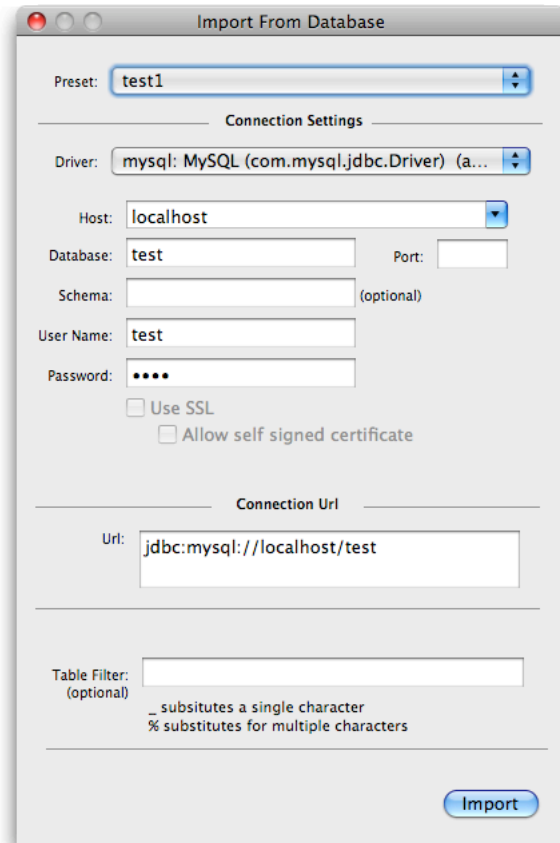 Import From Database
Preset: test1
Connection Settings
Driver: mysql: MySQL (com.mysql.jdbc.Driver) (a...
Host: localhost
Database: test Port:
Schema: (optional)
User Name: test
Password: ••••
Use SSL
Allow self signed certificate
Connection Url
Url: jdbc:mysql://localhost/test
Table Filter:
(optional)
_ subsitutes a single character
% substitutes for multiple characters
Import